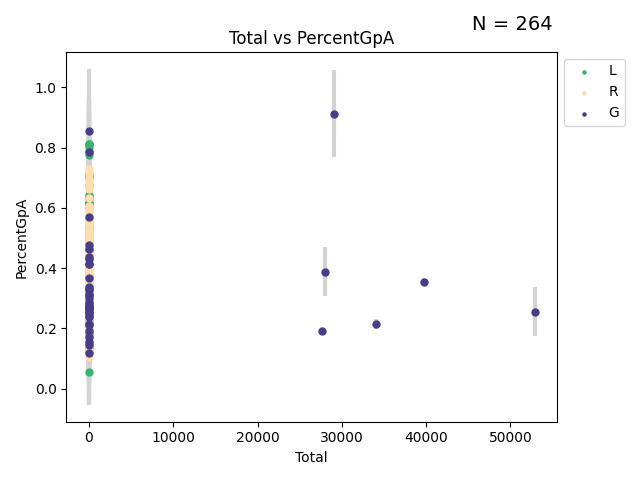 N = 264
Total vs PercentGpA
L
R
G
PercentGpA
1.0
0.8
0.6
0.4
0.2
0.0
0
10000
20000
30000
40000
50000
Total